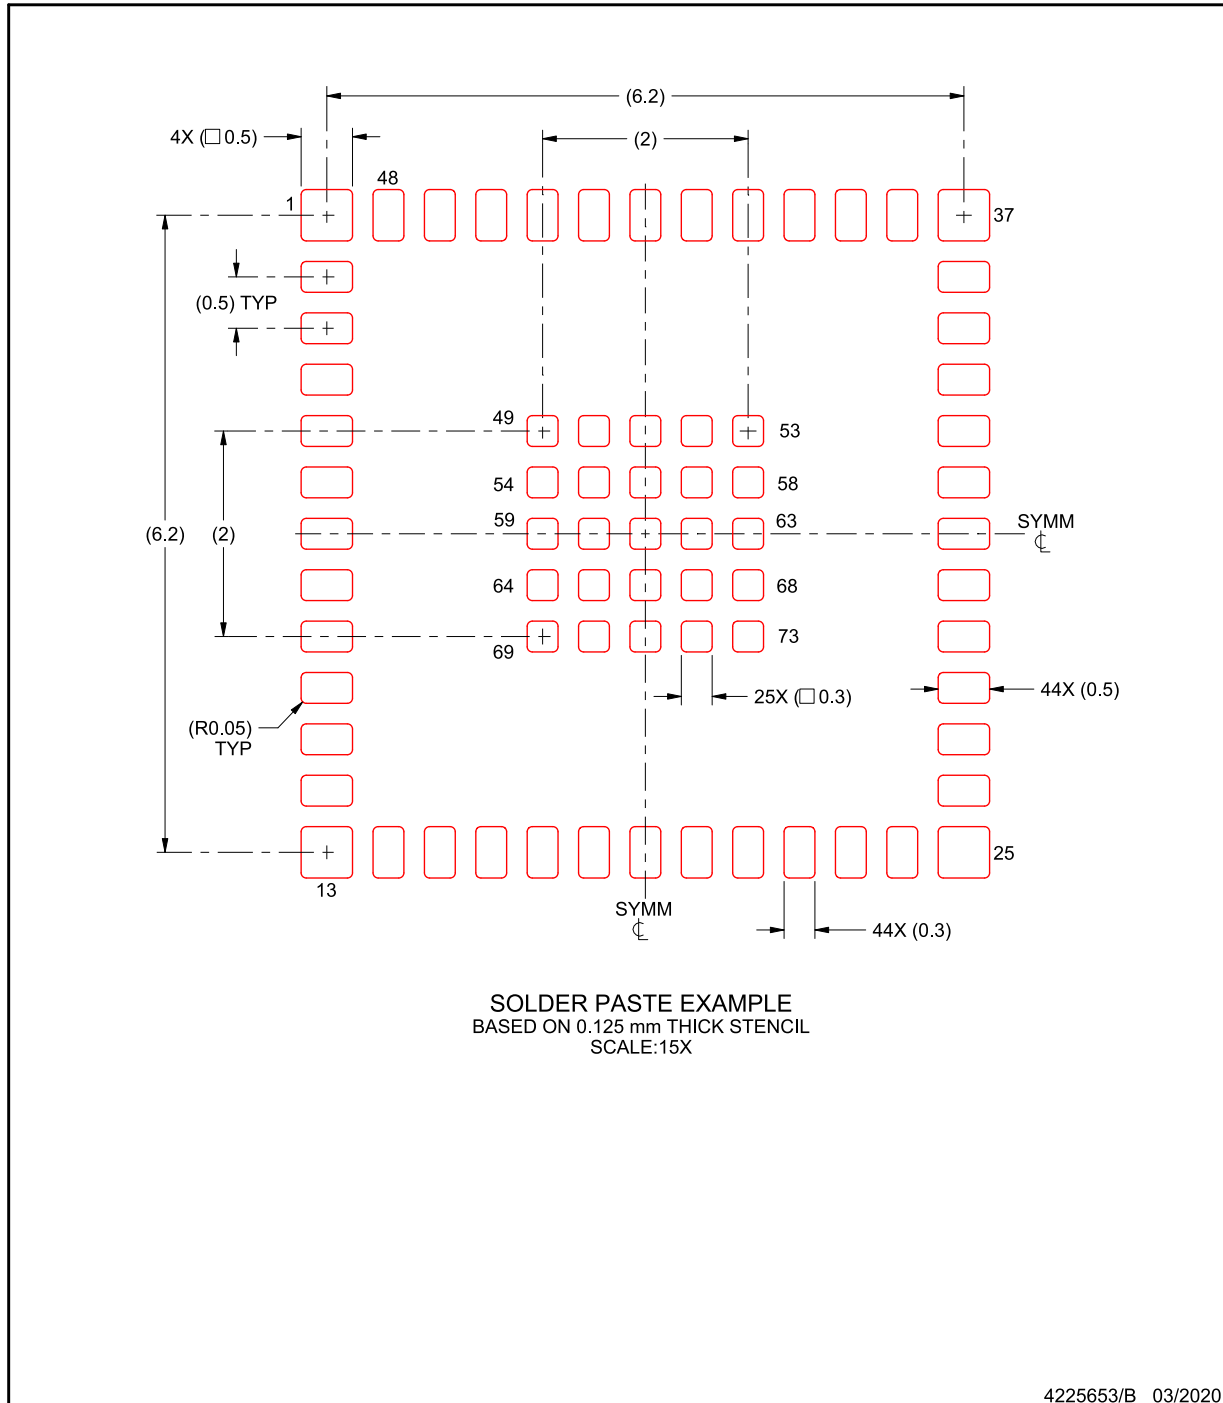 (6.2)
4X (□ 0.5)
(2)
48
1
37
(0.5) TYP
49
53
54
58
59
63
SYMM
℄
(6.2)
(2)
64
68
69
73
25X (□ 0.3)
44X (0.5)
(R0.05)
TYP
25
13
SYMM
℄
44X (0.3)
SOLDER PASTE EXAMPLE
BASED ON 0.125 mm THICK STENCIL
SCALE:15X
4225653/B 03/2020